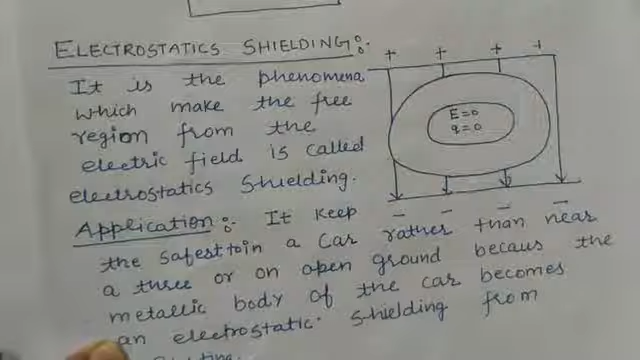 ELECTROSTATICS SHIELDING:
+ + + +
It is the phenomena
which make the free
region from the
electric field is called
electrostatics shielding.
E=0
q=0
- - - -
Application: It keep
the safest to in a car rather than near
a three or on open ground becaus the
metallic body of the car becomes
an electrostatic shielding from